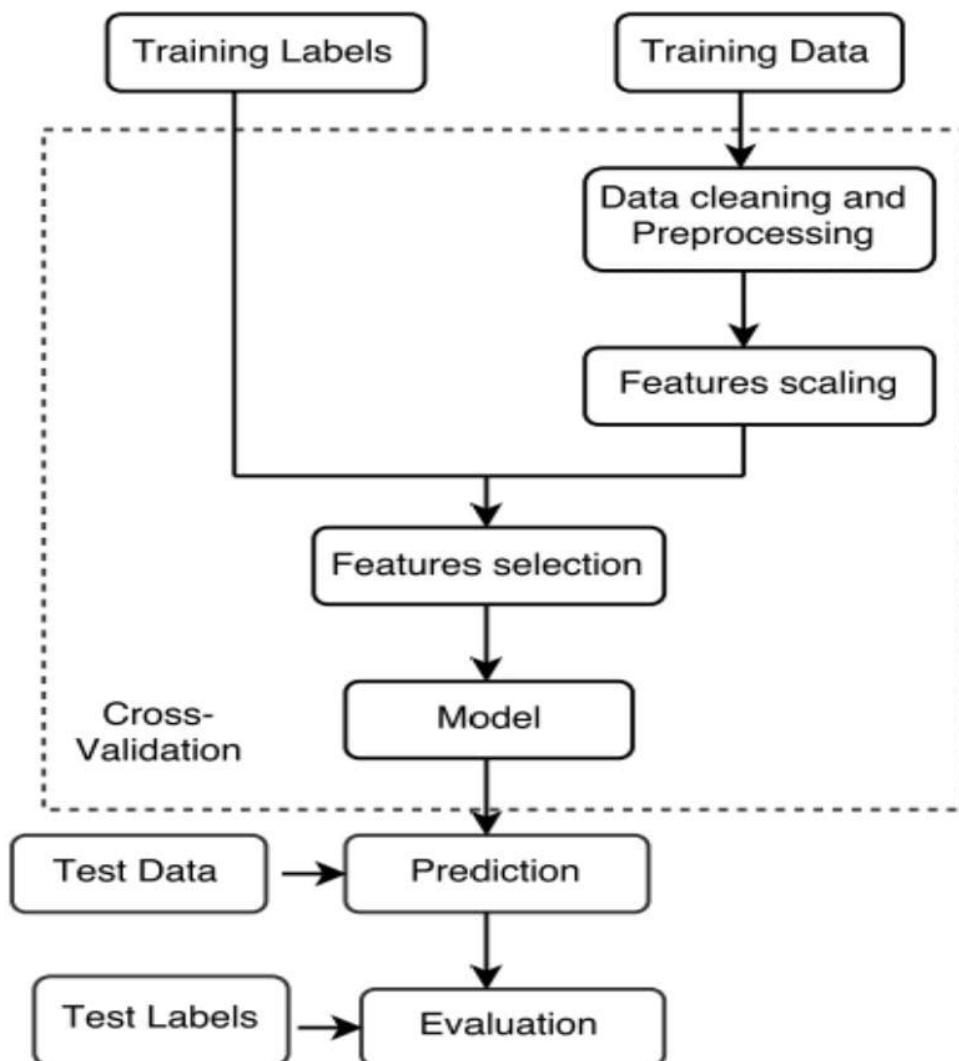 Training Labels
Training Data
Data cleaning and
Preprocessing
Features scaling
Features selection
Model
Cross-
Validation
Test Data
Prediction
Test Labels
Evaluation